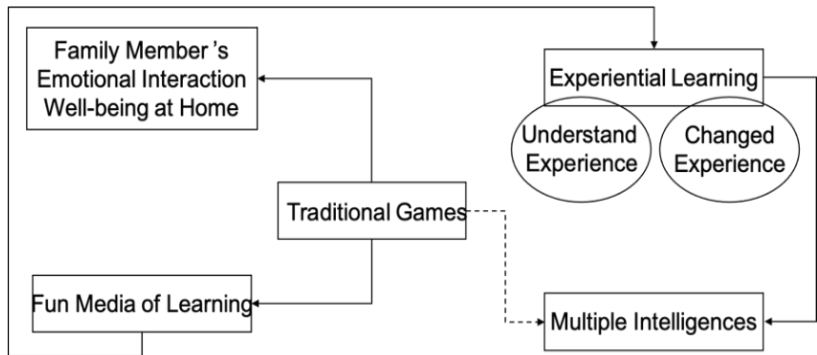 Family Member's
Emotional Interaction
Well-being at Home
Experiential Learning
Understand
Experience
Changed
Experience
Traditional Games
Fun Media of Learning
Multiple Intelligences